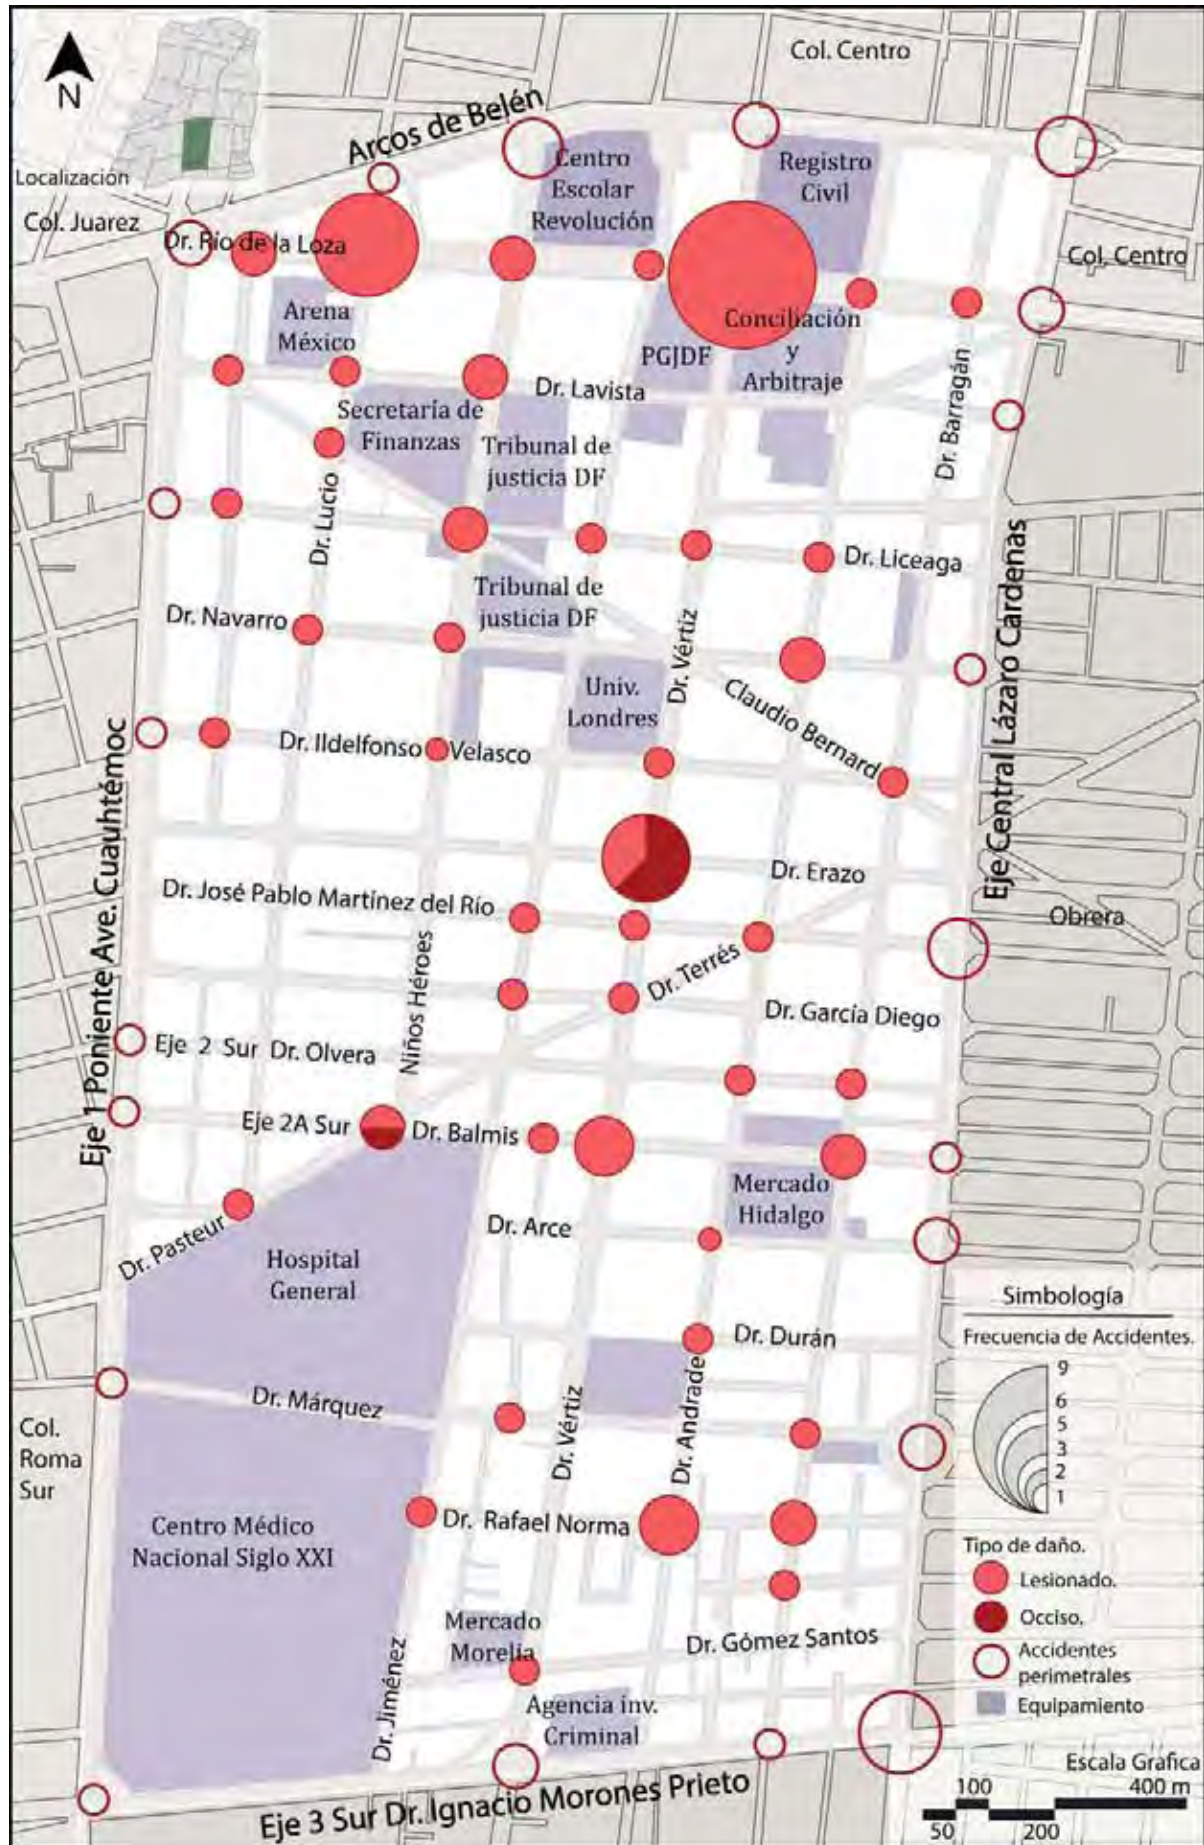 N
Localización
Col. Juarez
Arcos de Belén
Col. Centro
Centro
Escolar
Revolución
Registro
Civil
Dr. Río de la Loza
Col. Centro
Arena
México
PGJDF
Conciliación
y
Arbitraje
Dr. Lavista
Dr. Barragán
Secretaría de
Finanzas
Tribunal de
justicia DF
Dr. Lucio
Dr. Liceaga
Tribunal de
justicia DF
Dr. Navarro
Dr. Vértiz
Univ.
Londres
Claudio Bernard
Eje Central Lázaro Cardenas
Dr. Ildelfonso Velasco
Eje 1 Poniente Ave. Cuauhtémoc
Dr. Erazo
Dr. José Pablo Martínez del Río
Obrera
Niños Héroes
Dr. Terrés
Dr. García Diego
Eje 2 Sur Dr. Olvera
Eje 2A Sur
Dr. Balmis
Mercado
Hidalgo
Dr. Pasteur
Dr. Arce
Hospital
General
Dr. Durán
Dr. Márquez
Dr. Vértiz
Dr. Andrade
Col.
Roma
Sur
Centro Médico
Nacional Siglo XXI
Dr. Rafael Norma
Mercado
Morelia
Dr. Gómez Santos
Dr. Jiménez
Agencia inv.
Criminal
Eje 3 Sur Dr. Ignacio Morones Prieto
Simbología
Frecuencia de Accidentes.
9
6
5
3
2
1
Tipo de daño.
Lesionado.
Occiso.
Accidentes
perimetrales
Equipamiento
Escala Grafica
100 400 m
50 200